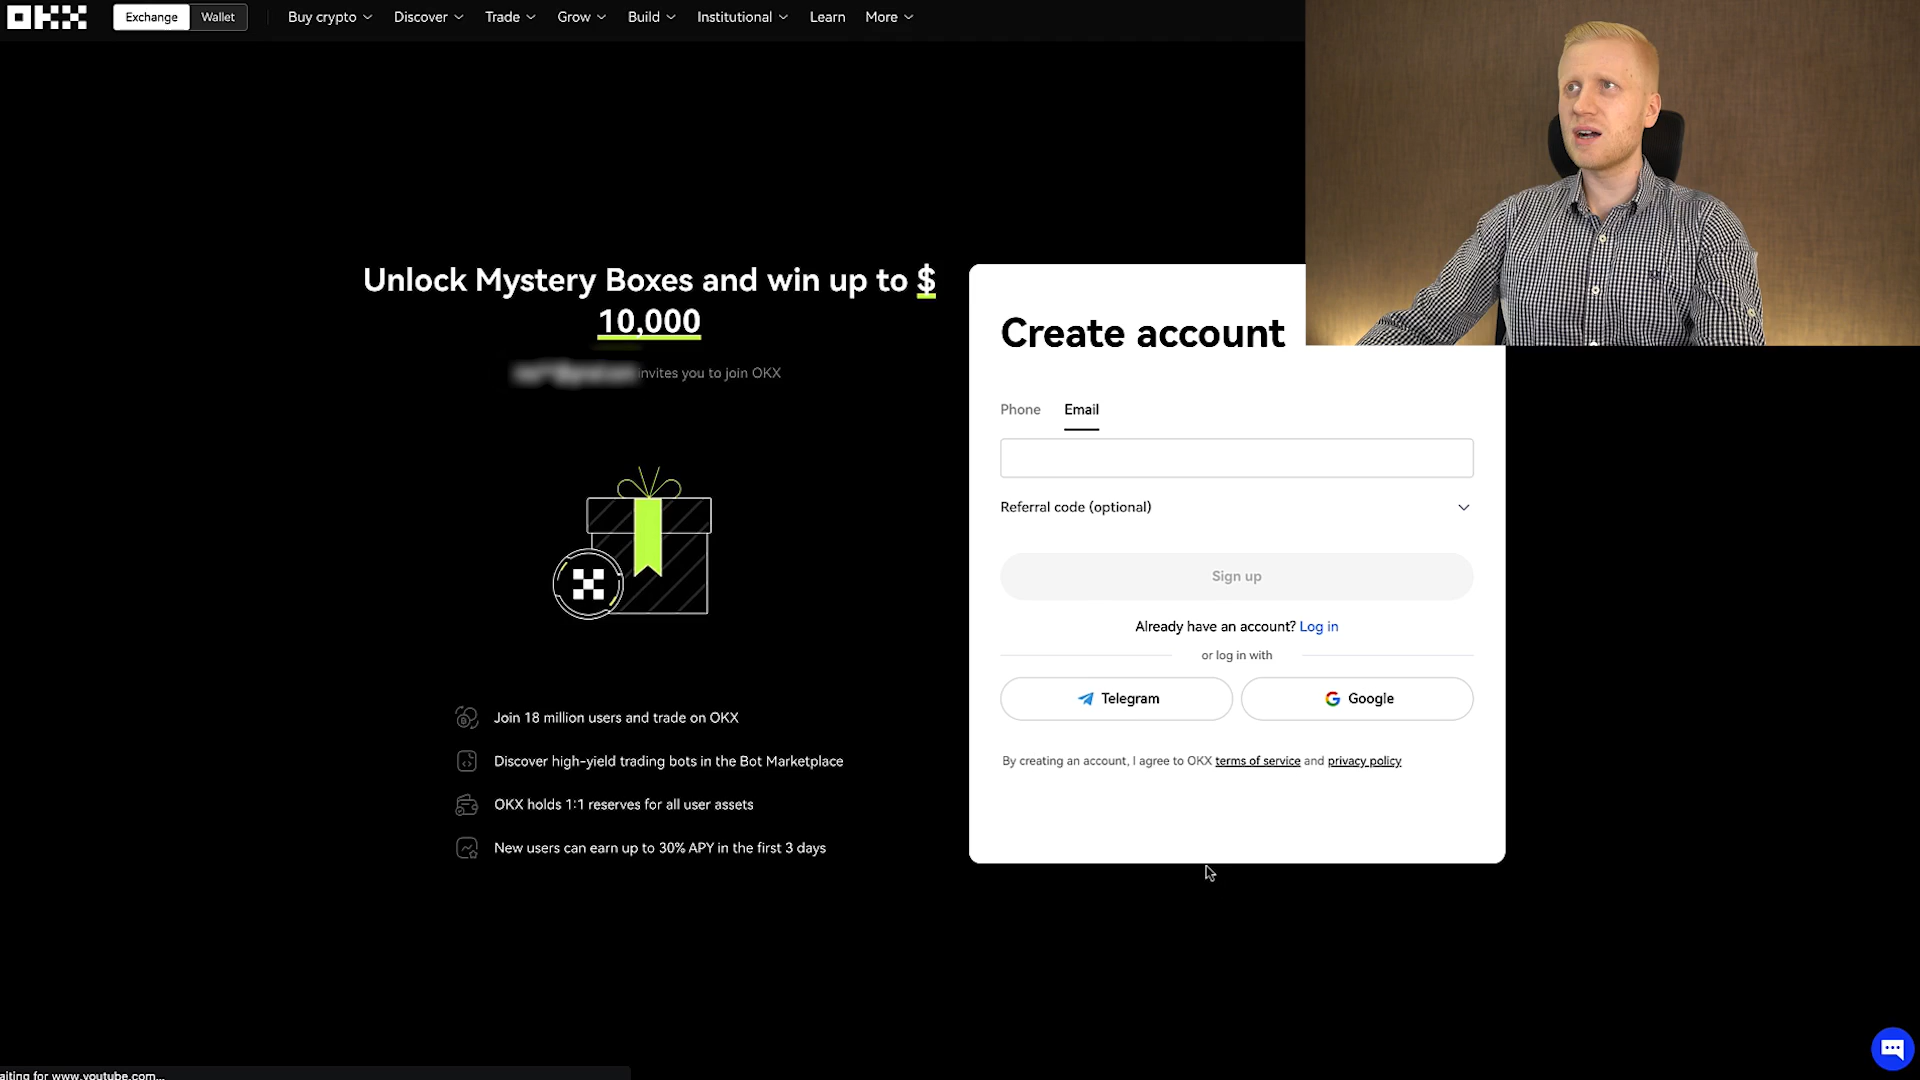 OKX
Exchange Wallet Buy crypto Discover Trade Grow Build Institutional Learn More
Unlock Mystery Boxes and win up to $
10,000
invites you to join OKX
Join 18 million users and trade on OKX
Discover high-yield trading bots in the Bot Marketplace
OKX holds 1:1 reserves for all user assets
New users can earn up to 30% APY in the first 3 days
Create account
Phone Email
Referral code (optional)
Sign up
Already have an account? Log in
or log in with
Telegram Google
By creating an account, I agree to OKX terms of service and privacy policy
aiting for www.youtube.com...